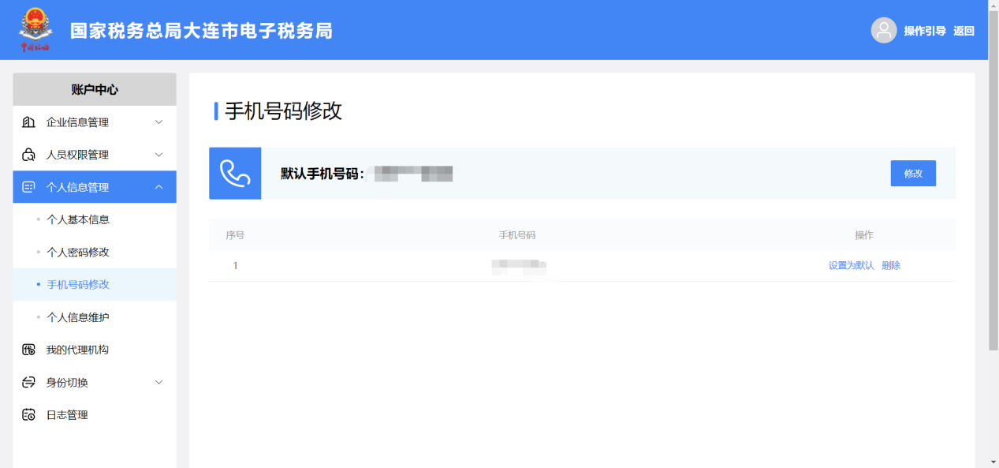 国家税务总局大连市电子税务局
操作引导 返回
账户中心
企业信息管理
人员权限管理
个人信息管理
个人基本信息
个人密码修改
手机号码修改
个人信息维护
我的代理机构
身份切换
日志管理
手机号码修改
默认手机号码：
修改
序号 手机号码 操作
1 设置为默认 删除